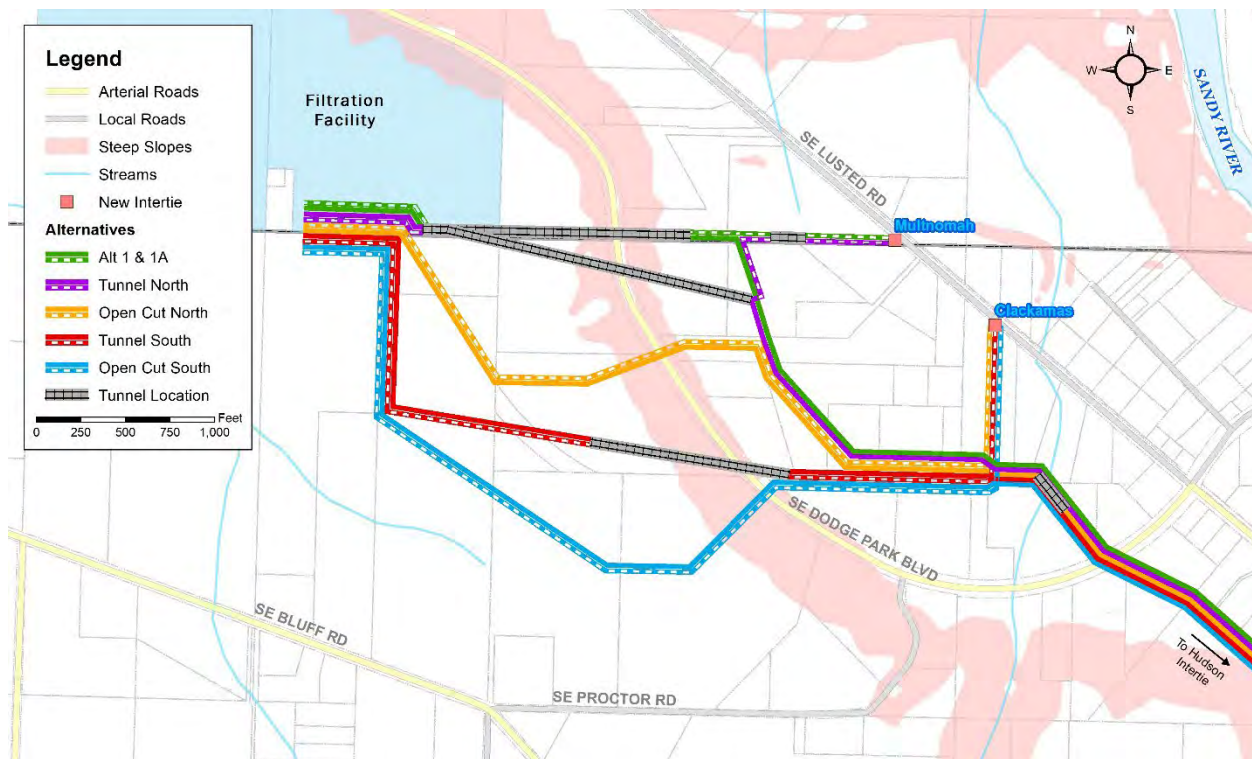 Legend
Arterial Roads
Local Roads
Steep Slopes
Streams
New Intertie
Alternatives
Alt 1 & 1A
Tunnel North
Open Cut North
Tunnel South
Open Cut South
Tunnel Location
Feet
0 250 500 750 1,000
Filtration
Facility
N
W E
S
SANDY RIVER
SE LUSTED RD
Multnomah
Clackamas
SE DODGE PARK BLVD
SE BLUFF RD
SE PROCTOR RD
To Hudson
Intertie